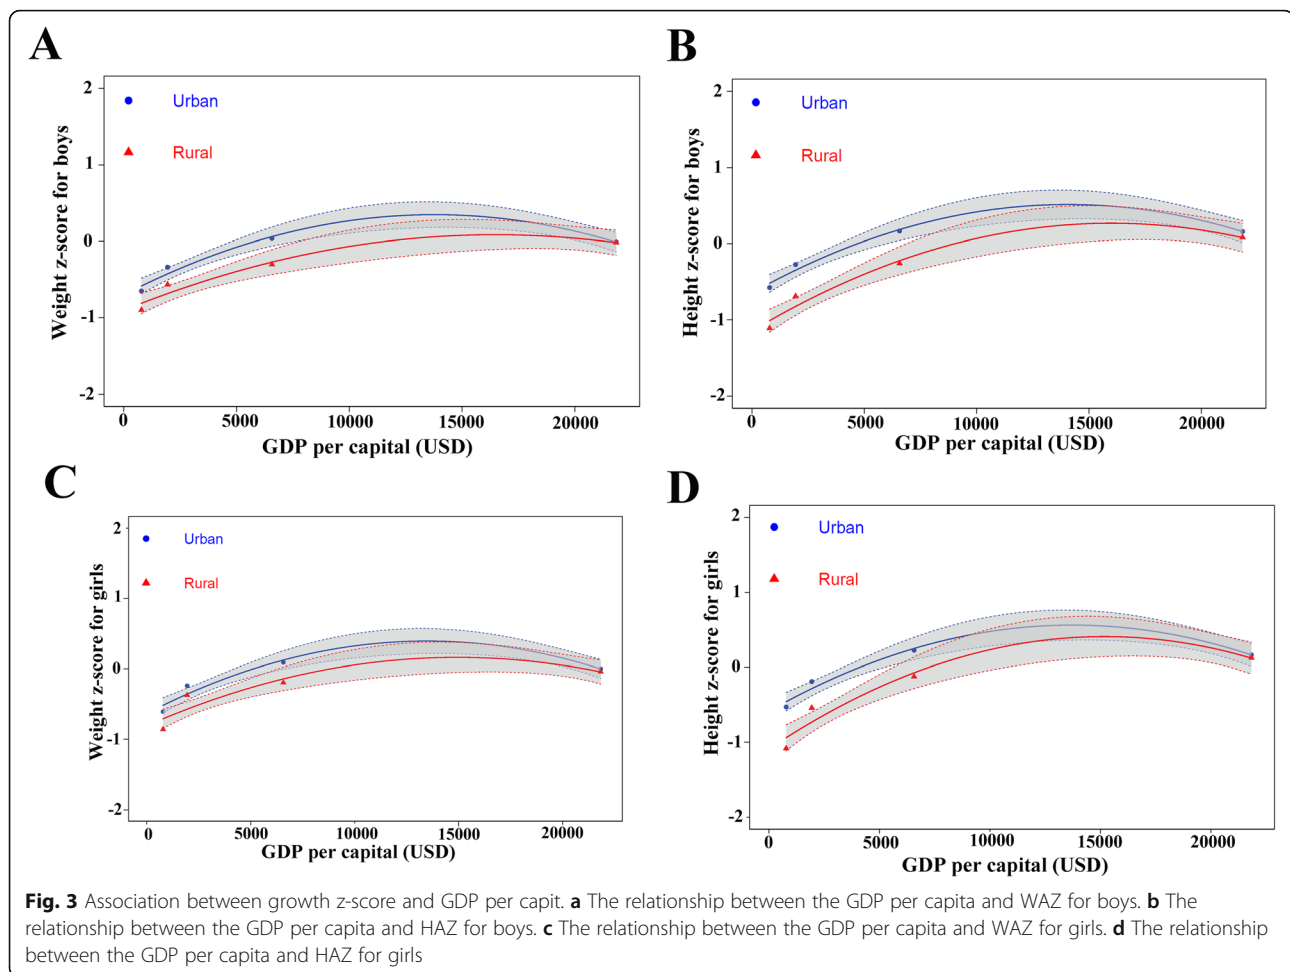 A
2
1
0
-1
-2
Urban
Rural
Weight z-score for boys
0 5000 10000 15000 20000
GDP per capital (USD)
B
2
1
0
-1
-2
Urban
Rural
Height z-score for boys
0 5000 10000 15000 20000
GDP per capital (USD)
C
2
1
0
-1
-2
Urban
Rural
Weight z-score for girls
0 5000 10000 15000 20000
GDP per capital (USD)
D
2
1
0
-1
-2
Urban
Rural
Height z-score for girls
0 5000 10000 15000 20000
GDP per capital (USD)
Fig. 3 Association between growth z-score and GDP per capit. a The relationship between the GDP per capita and WAZ for boys. b The
relationship between the GDP per capita and HAZ for boys. c The relationship between the GDP per capita and WAZ for girls. d The relationship
between the GDP per capita and HAZ for girls